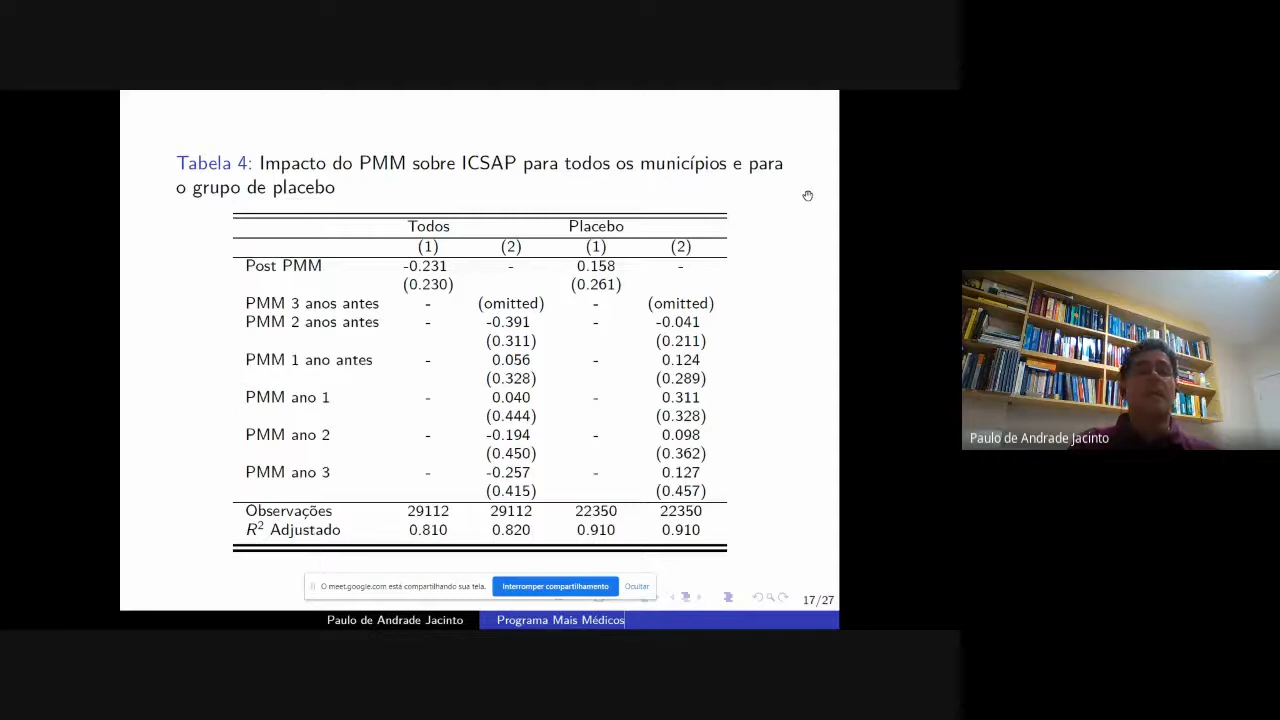 Tabela 4: Impacto do PMM sobre ICSAP para todos os municípios e para
o grupo de placebo
Todos Placebo
(1) (2) (1) (2)
Post PMM -0.231 - 0.158 -
(0.230) (0.261)
PMM 3 anos antes - (omitted) - (omitted)
PMM 2 anos antes - -0.391 - -0.041
(0.311) (0.211)
PMM 1 ano antes - 0.056 - 0.124
(0.328) (0.289)
PMM ano 1 - 0.040 - 0.311
(0.444) (0.328)
PMM ano 2 - -0.194 - 0.098
(0.450) (0.362)
PMM ano 3 - -0.257 - 0.127
(0.415) (0.457)
Observações 29112 29112 22350 22350
R² Adjustado 0.810 0.820 0.910 0.910
O meet.google.com está compartilhando sua tela. Interromper compartilhamento Ocultar
17/27
Paulo de Andrade Jacinto Programa Mais Médicos
Paulo de Andrade Jacinto